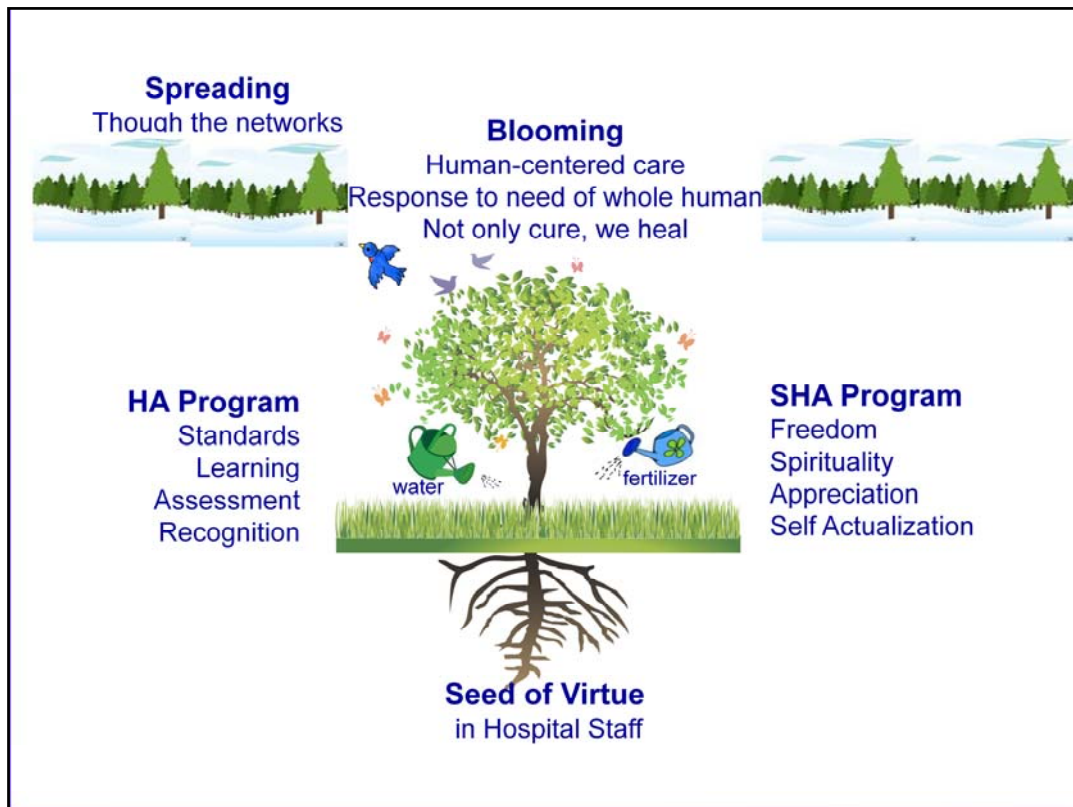 Spreading
Though the networks
Blooming
Human-centered care
Response to need of whole human
Not only cure, we heal
HA Program
Standards
Learning
Assessment
Recognition
water
fertilizer
SHA Program
Freedom
Spirituality
Appreciation
Self Actualization
Seed of Virtue
in Hospital Staff